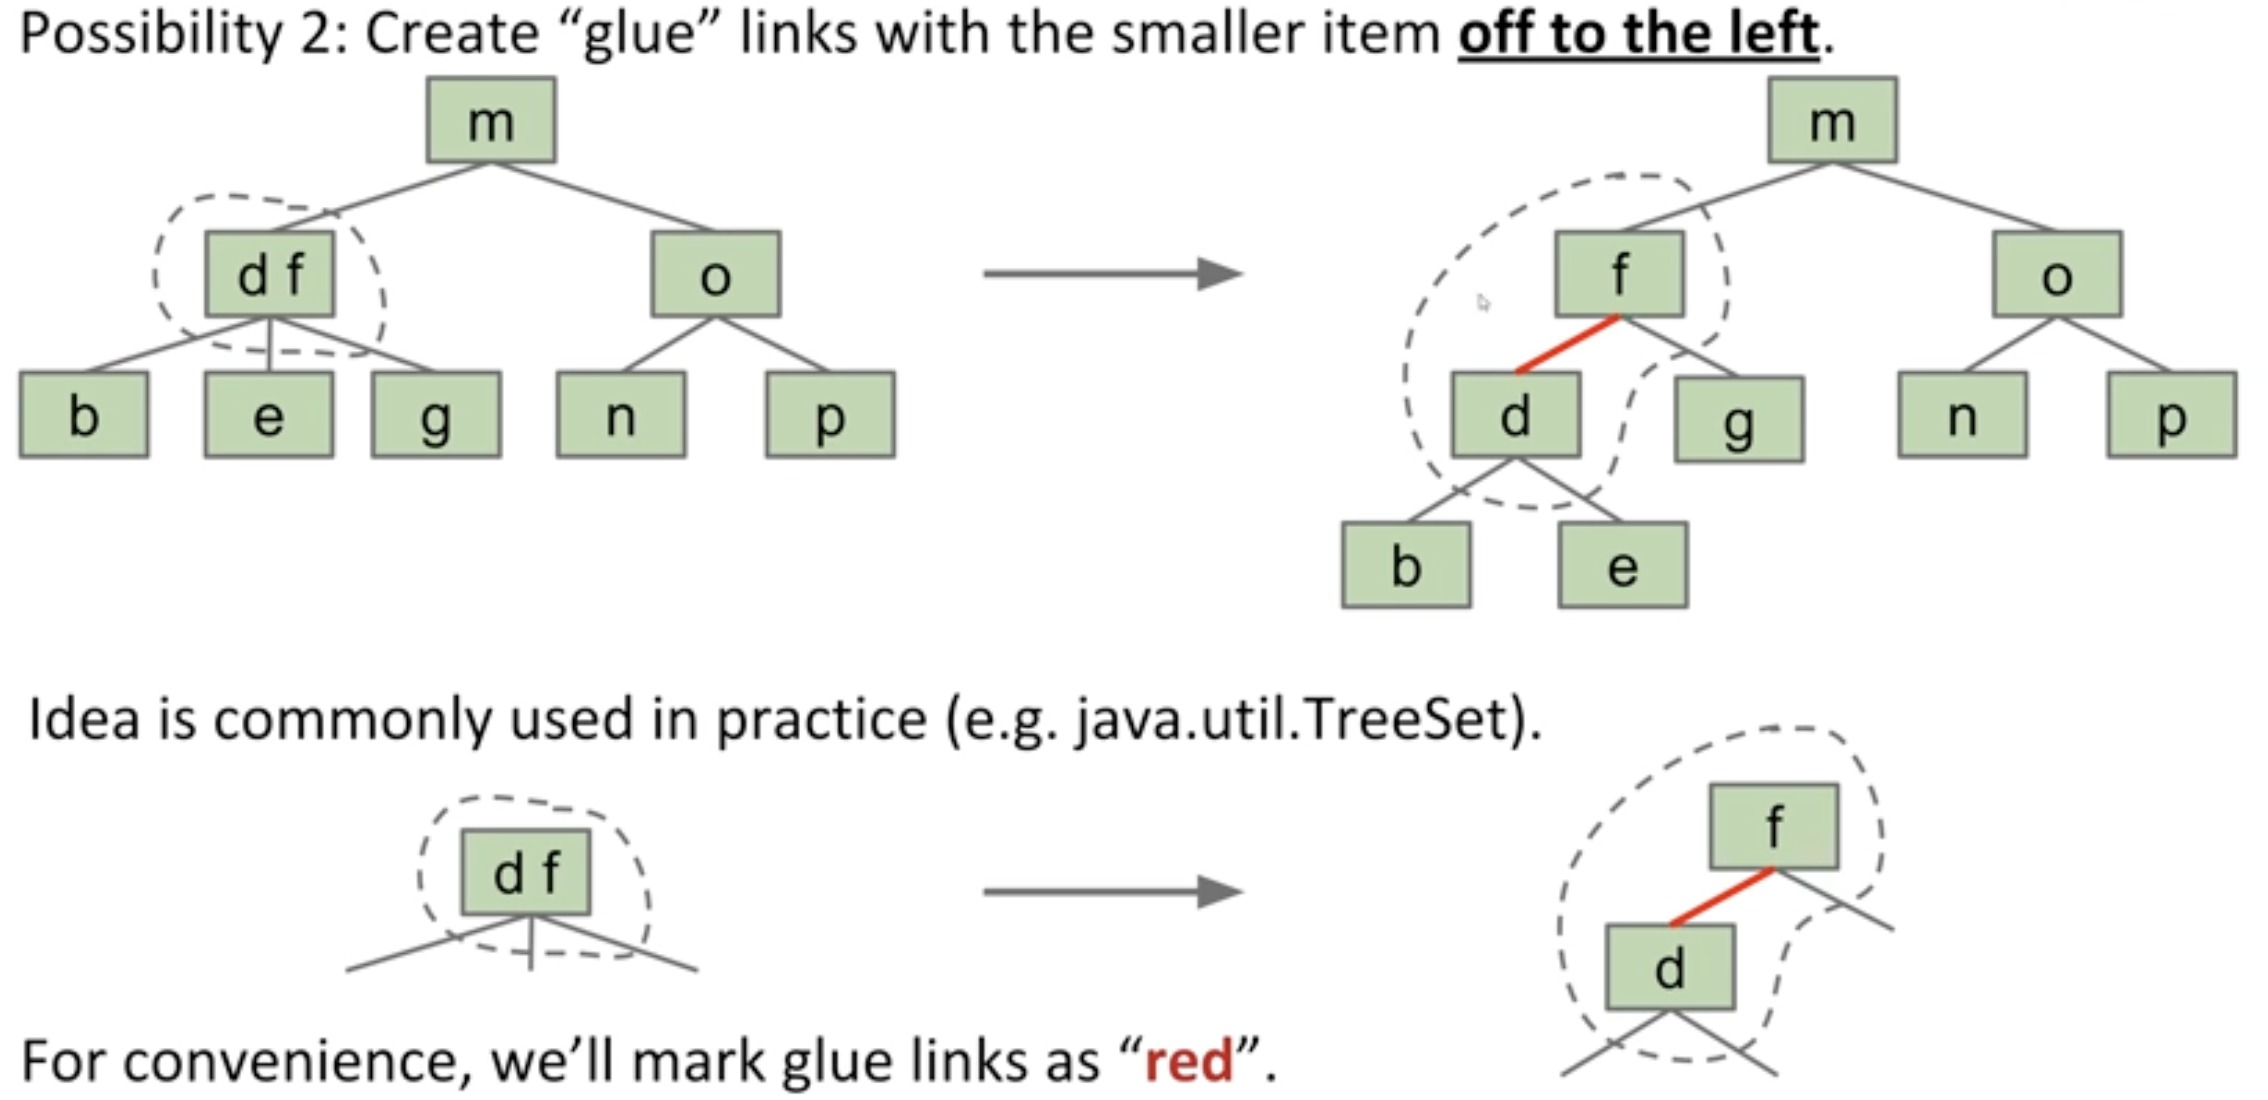 Possibility 2: Create “glue” links with the smaller item off to the left.
m
m
d f
o
f
o
b
e
g
n
p
d
g
n
p
b
e
Idea is commonly used in practice (e.g. java.util.TreeSet).
d f
f
d
For convenience, we’ll mark glue links as “red”.